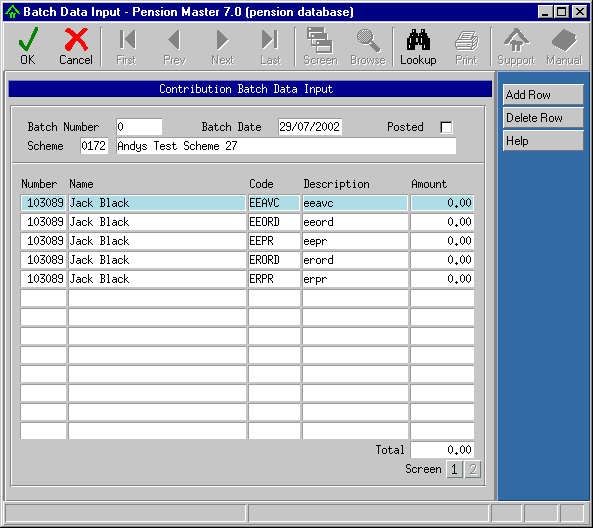 Batch Data Input - Pension Master 7.0 (pension database)
OK Cancel First Prev Next Last Screen Browse Lookup Print Support Manual
Contribution Batch Data Input
Add Row
Delete Row
Help
Batch Number 0 Batch Date 29/07/2002 Posted
Scheme 0172 Andys Test Scheme 27
Number Name Code Description Amount
103089 Jack Black EEAVC eeavc 0.00
103089 Jack Black EEORD eeord 0.00
103089 Jack Black EEPR eepr 0.00
103089 Jack Black ERORD erord 0.00
103089 Jack Black ERPR erpr 0.00
Total 0.00
Screen 1 2